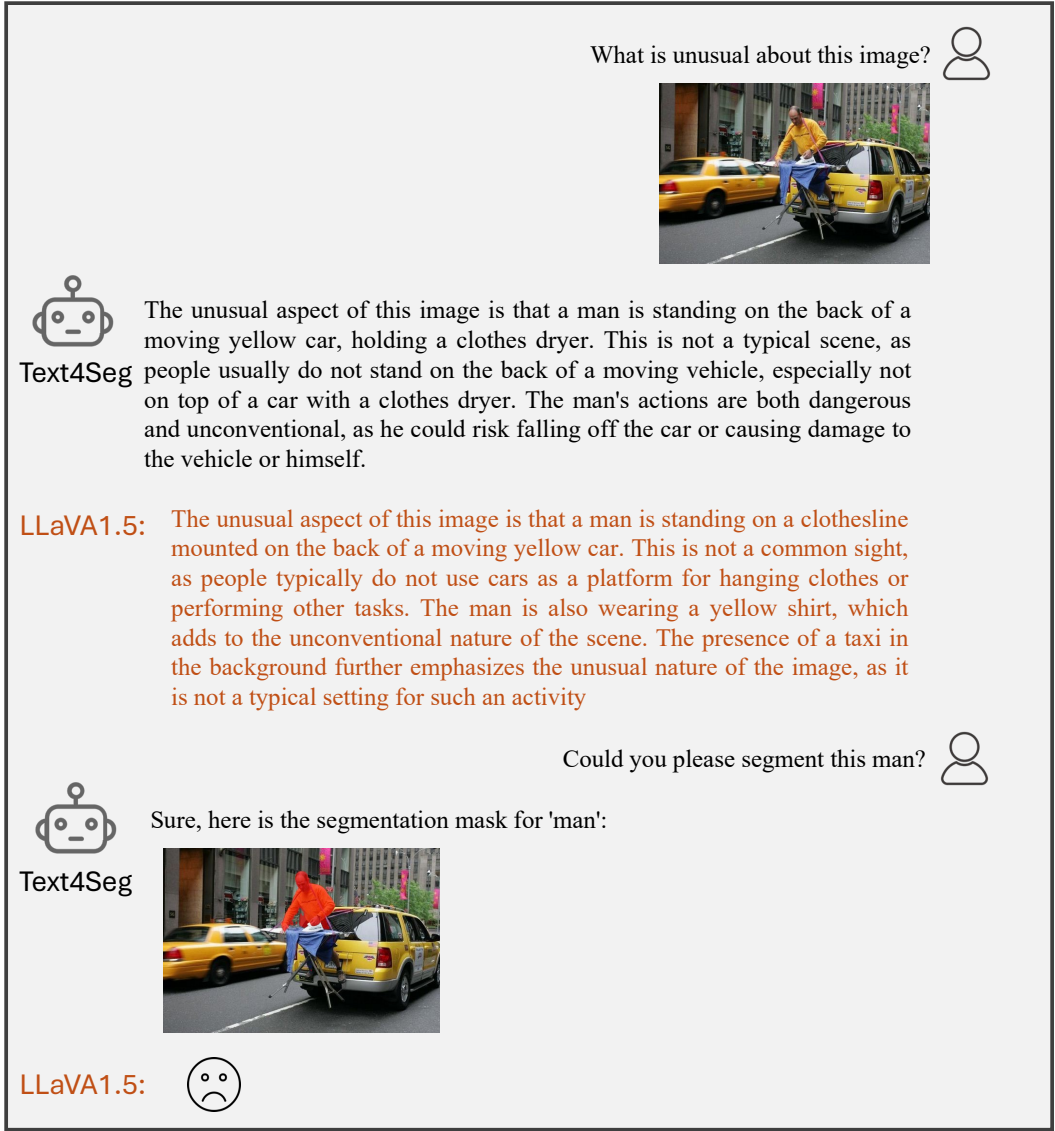 What is unusual about this image?
The unusual aspect of this image is that a man is standing on the back of a
moving yellow car, holding a clothes dryer. This is not a typical scene, as
people usually do not stand on the back of a moving vehicle, especially not
on top of a car with a clothes dryer. The man's actions are both dangerous
and unconventional, as he could risk falling off the car or causing damage to
the vehicle or himself.
Text4Seg
LLaVA1.5:
The unusual aspect of this image is that a man is standing on a clothesline
mounted on the back of a moving yellow car. This is not a common sight,
as people typically do not use cars as a platform for hanging clothes or
performing other tasks. The man is also wearing a yellow shirt, which
adds to the unconventional nature of the scene. The presence of a taxi in
the background further emphasizes the unusual nature of the image, as it
is not a typical setting for such an activity
Could you please segment this man?
Sure, here is the segmentation mask for 'man':
Text4Seg
LLaVA1.5: